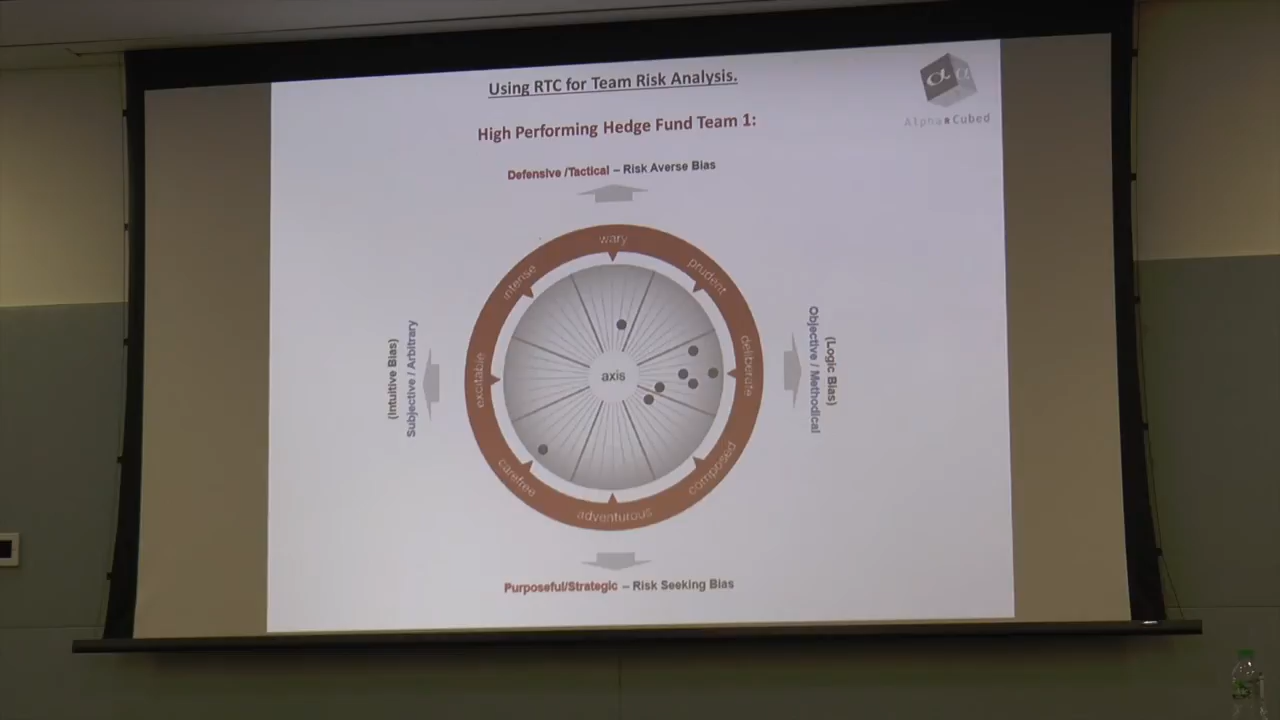 Using RTC for Team Risk Analysis.
Alpha Cubed
High Performing Hedge Fund Team 1:
Defensive /Tactical – Risk Averse Bias
wary
intense
prudent
excitable
axis
deliberate
(Intuitive Bias)
Subjective / Arbitrary
(Logic Bias)
Objective / Methodical
carefree
composed
adventurous
Purposeful/Strategic – Risk Seeking Bias